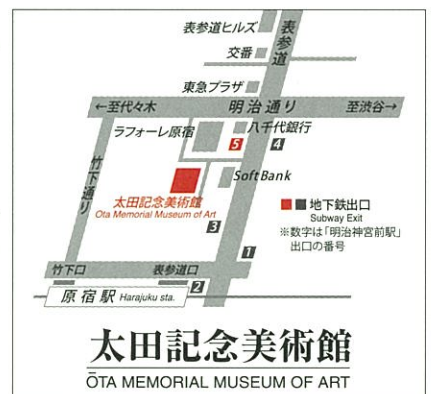 表参道ヒルズ
表参道
交番
東急プラザ
←至代々木
明治通り
至渋谷→
ラフォーレ原宿
八千代銀行
5
4
竹下通り
SoftBank
太田記念美術館
Ota Memorial Museum of Art
3
地下鉄出口
Subway Exit
※数字は「明治神宮前駅」
出口の番号
1
竹下口
表参道口
2
原宿駅 Harajuku sta.
太田記念美術館
ŌTA MEMORIAL MUSEUM OF ART